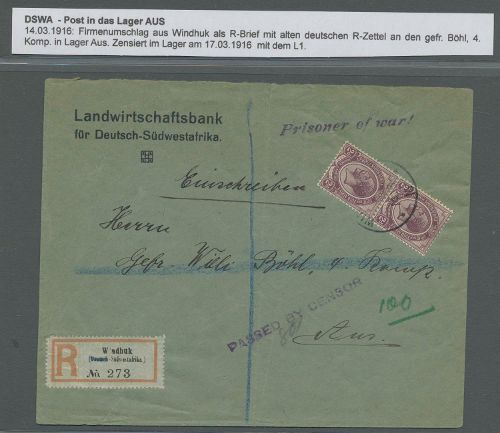 DSWA - Post in das Lager AUS
14.03.1916: Firmenumschlag aus Windhuk als R-Brief mit alten deutschen R-Zettel an den gefr. Böhl, 4.
Komp. in Lager Aus. Zensiert im Lager am 17.03.1916 mit dem L1.
Landwirtschaftsbank
für Deutsch-Südwestafrika.
Prisoner of war!
Einschreiben
Herrn
Gefr. Willi Böhl, 4. Komp.
PASSED BY CENSOR
100
Aus.
R
Windhuk
(Deutsch-Südwestafrika)
№ 273